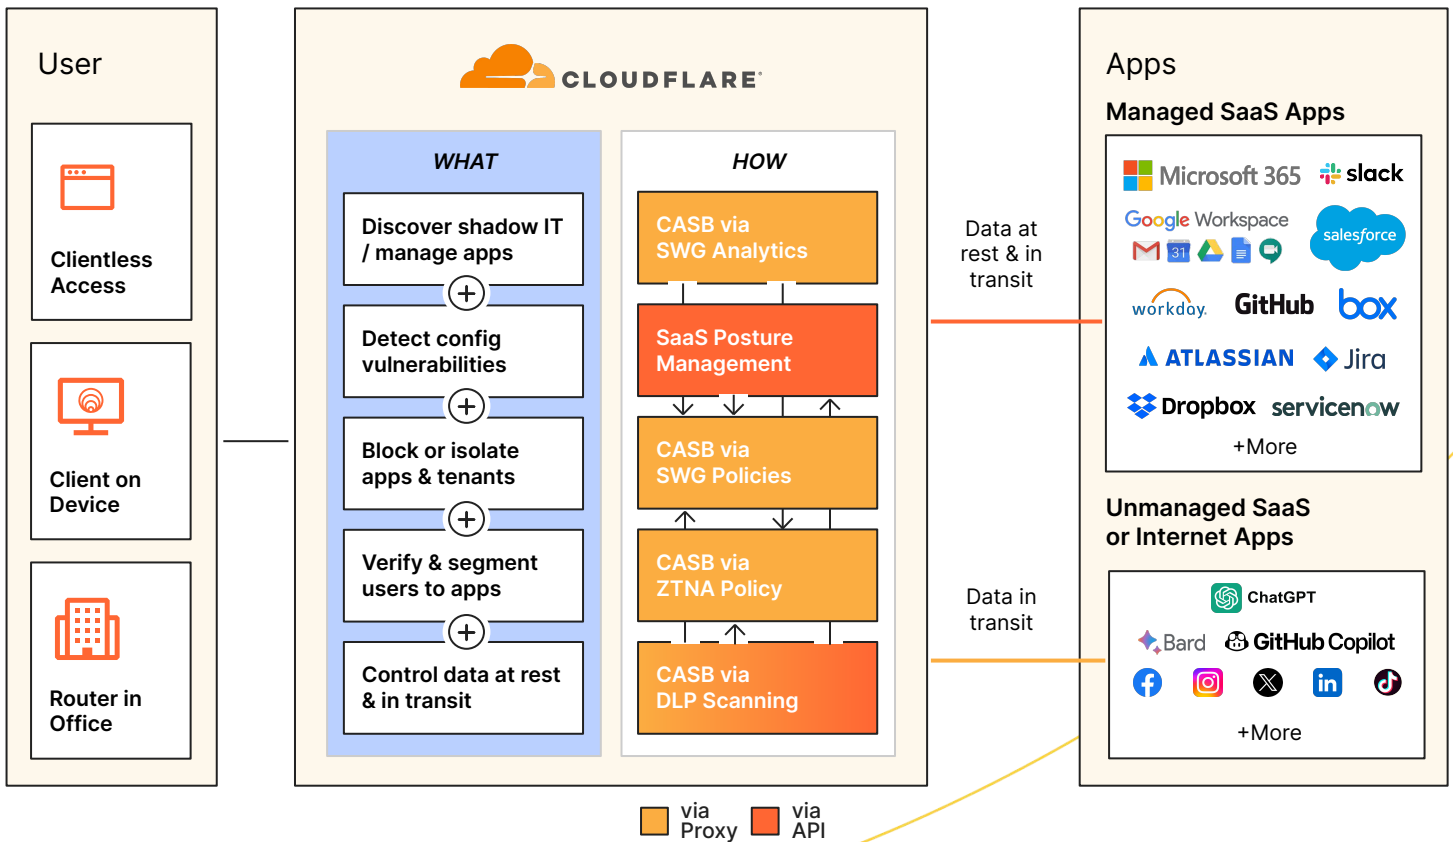 User
Clientless
Access
Client on
Device
Router in
Office
CLOUDFLARE
WHAT
Discover shadow IT
/ manage apps
Detect config
vulnerabilities
Block or isolate
apps & tenants
Verify & segment
users to apps
Control data at rest
& in transit
HOW
CASB via
SWG Analytics
SaaS Posture
Management
CASB via
SWG Policies
CASB via
ZTNA Policy
CASB via
DLP Scanning
via
Proxy
via
API
Data at
rest & in
transit
Data in
transit
Apps
Managed SaaS Apps
Microsoft 365 slack
Google Workspace
31
salesforce
workday. GitHub box
ATLASSIAN Jira
Dropbox servicenow
+More
Unmanaged SaaS
or Internet Apps
ChatGPT
Bard GitHub Copilot
f X in
+More